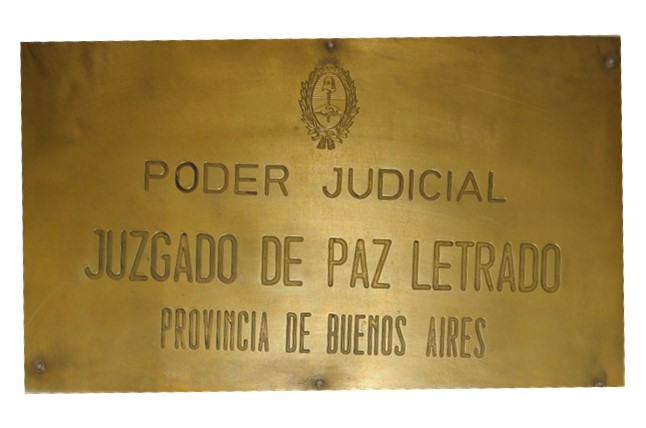 PODER JUDICIAL
JUZGADO DE PAZ LETRADO
PROVINCIA DE BUENOS AIRES